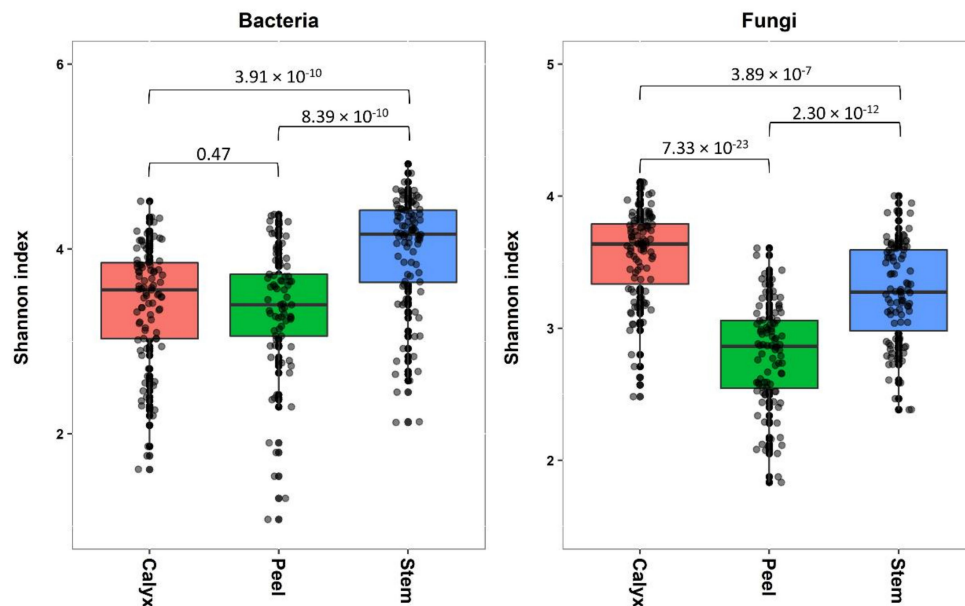 Bacteria
Shannon index
6
4
2
3.91 × 10-10
8.39 × 10-10
0.47
Calyx
Peel
Stem
Fungi
Shannon index
5
4
3
2
3.89 × 10-7
2.30 × 10-12
7.33 × 10-23
Calyx
Peel
Stem